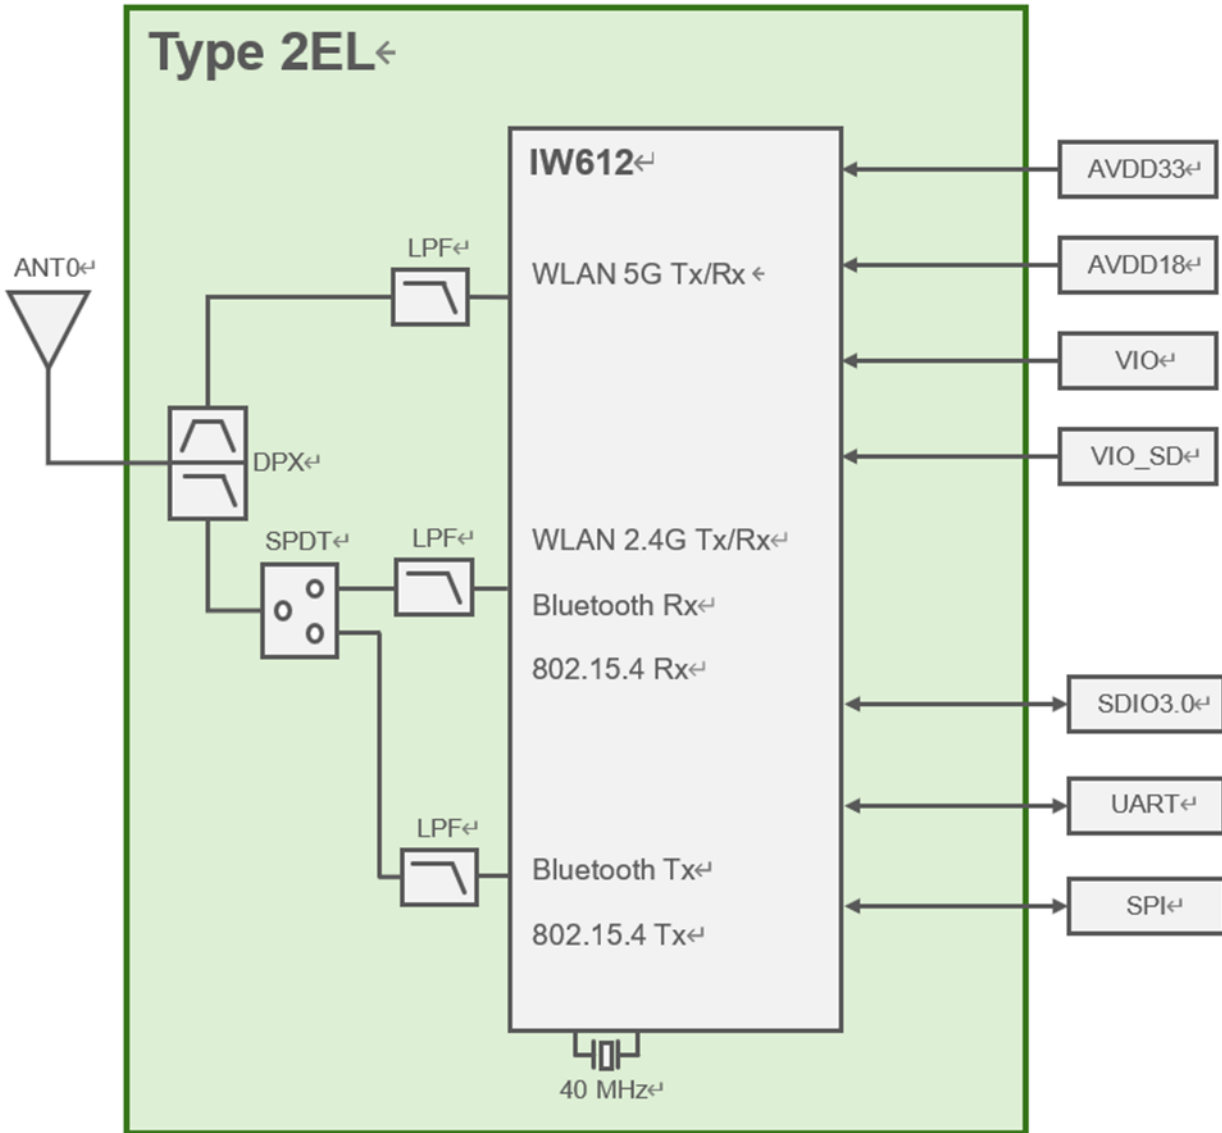 Type 2EL←
IW612↵
AVDD33↵
LPF↵
ANT0↵
WLAN 5G Tx/Rx ←
AVDD18↵
VIO↵
DPX↵
VIO_SD↵
SPDT↵
LPF↵
WLAN 2.4G Tx/Rx↵
Bluetooth Rx↵
802.15.4 Rx↵
SDIO3.0↵
UART↵
LPF↵
Bluetooth Tx↵
802.15.4 Tx↵
SPI↵
40 MHz↵